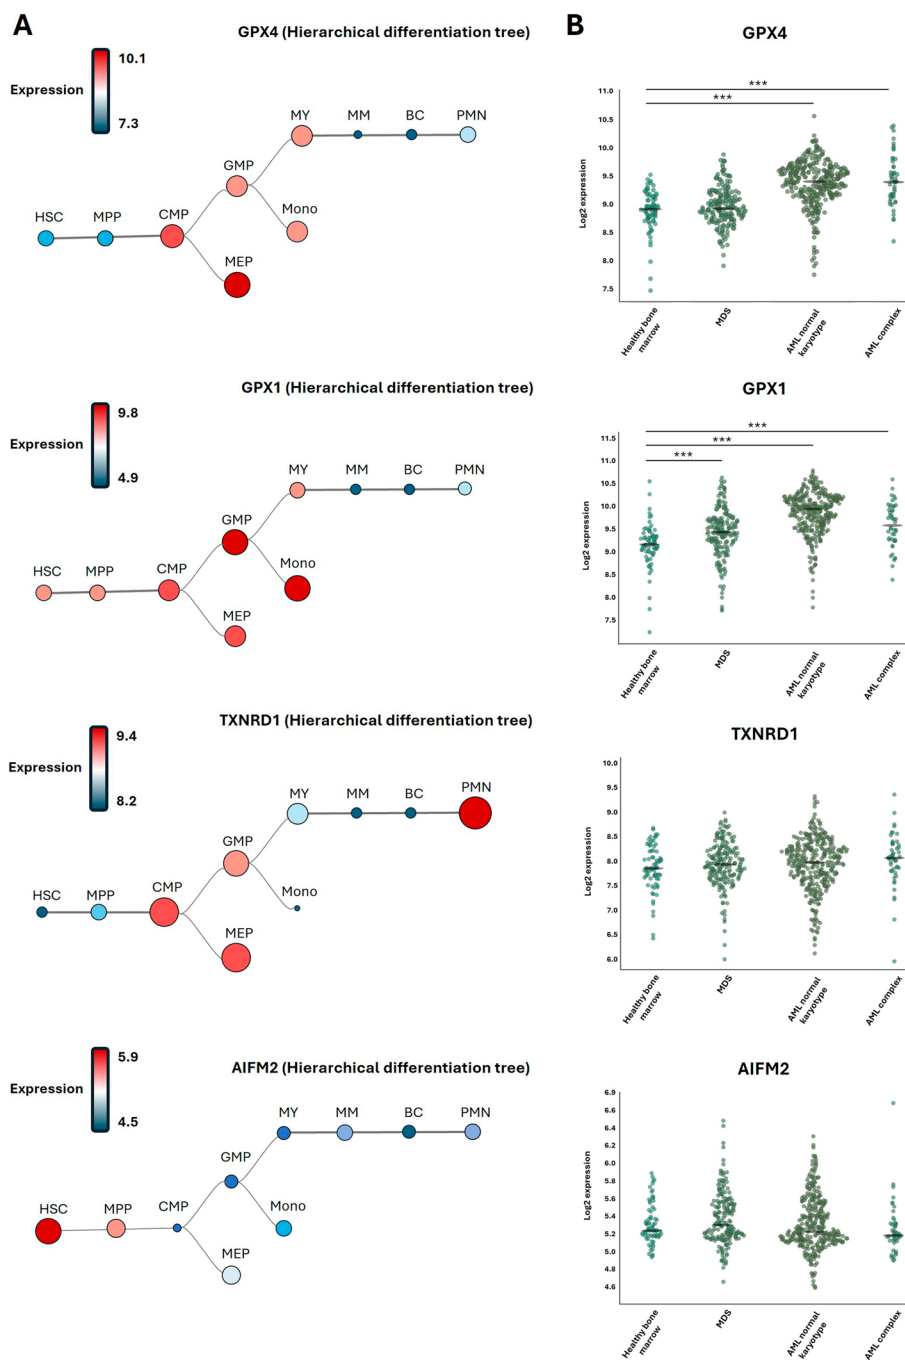 A
GPX4 (Hierarchical differentiation tree)
Expression
10.1
7.3
HSC
MPP
CMP
GMP
MEP
MY
Mono
MM
BC
PMN
GPX1 (Hierarchical differentiation tree)
Expression
9.8
4.9
HSC
MPP
CMP
GMP
MEP
MY
Mono
MM
BC
PMN
TXNRD1 (Hierarchical differentiation tree)
Expression
9.4
8.2
HSC
MPP
CMP
GMP
MEP
MY
Mono
MM
BC
PMN
AIFM2 (Hierarchical differentiation tree)
Expression
5.9
4.5
HSC
MPP
CMP
GMP
MEP
MY
Mono
MM
BC
PMN
B
GPX4
***
***
Log2 expression
11.0
10.5
10.0
9.5
9.0
8.5
8.0
7.5
Healthy bone
marrow
MDS
AML normal
karyotype
AML complex
GPX1
***
***
***
Log2 expression
11.5
11.0
10.5
10.0
9.5
9.0
8.5
8.0
7.5
Healthy bone
marrow
MDS
AML normal
karyotype
AML complex
TXNRD1
Log2 expression
10.0
9.5
9.0
8.5
8.0
7.5
7.0
6.5
6.0
Healthy bone
marrow
MDS
AML normal
karyotype
AML complex
AIFM2
Log2 expression
6.9
6.4
6.2
6.0
5.8
5.6
5.4
5.2
4.8
4.6
Healthy bone
marrow
MDS
AML normal
karyotype
AML complex